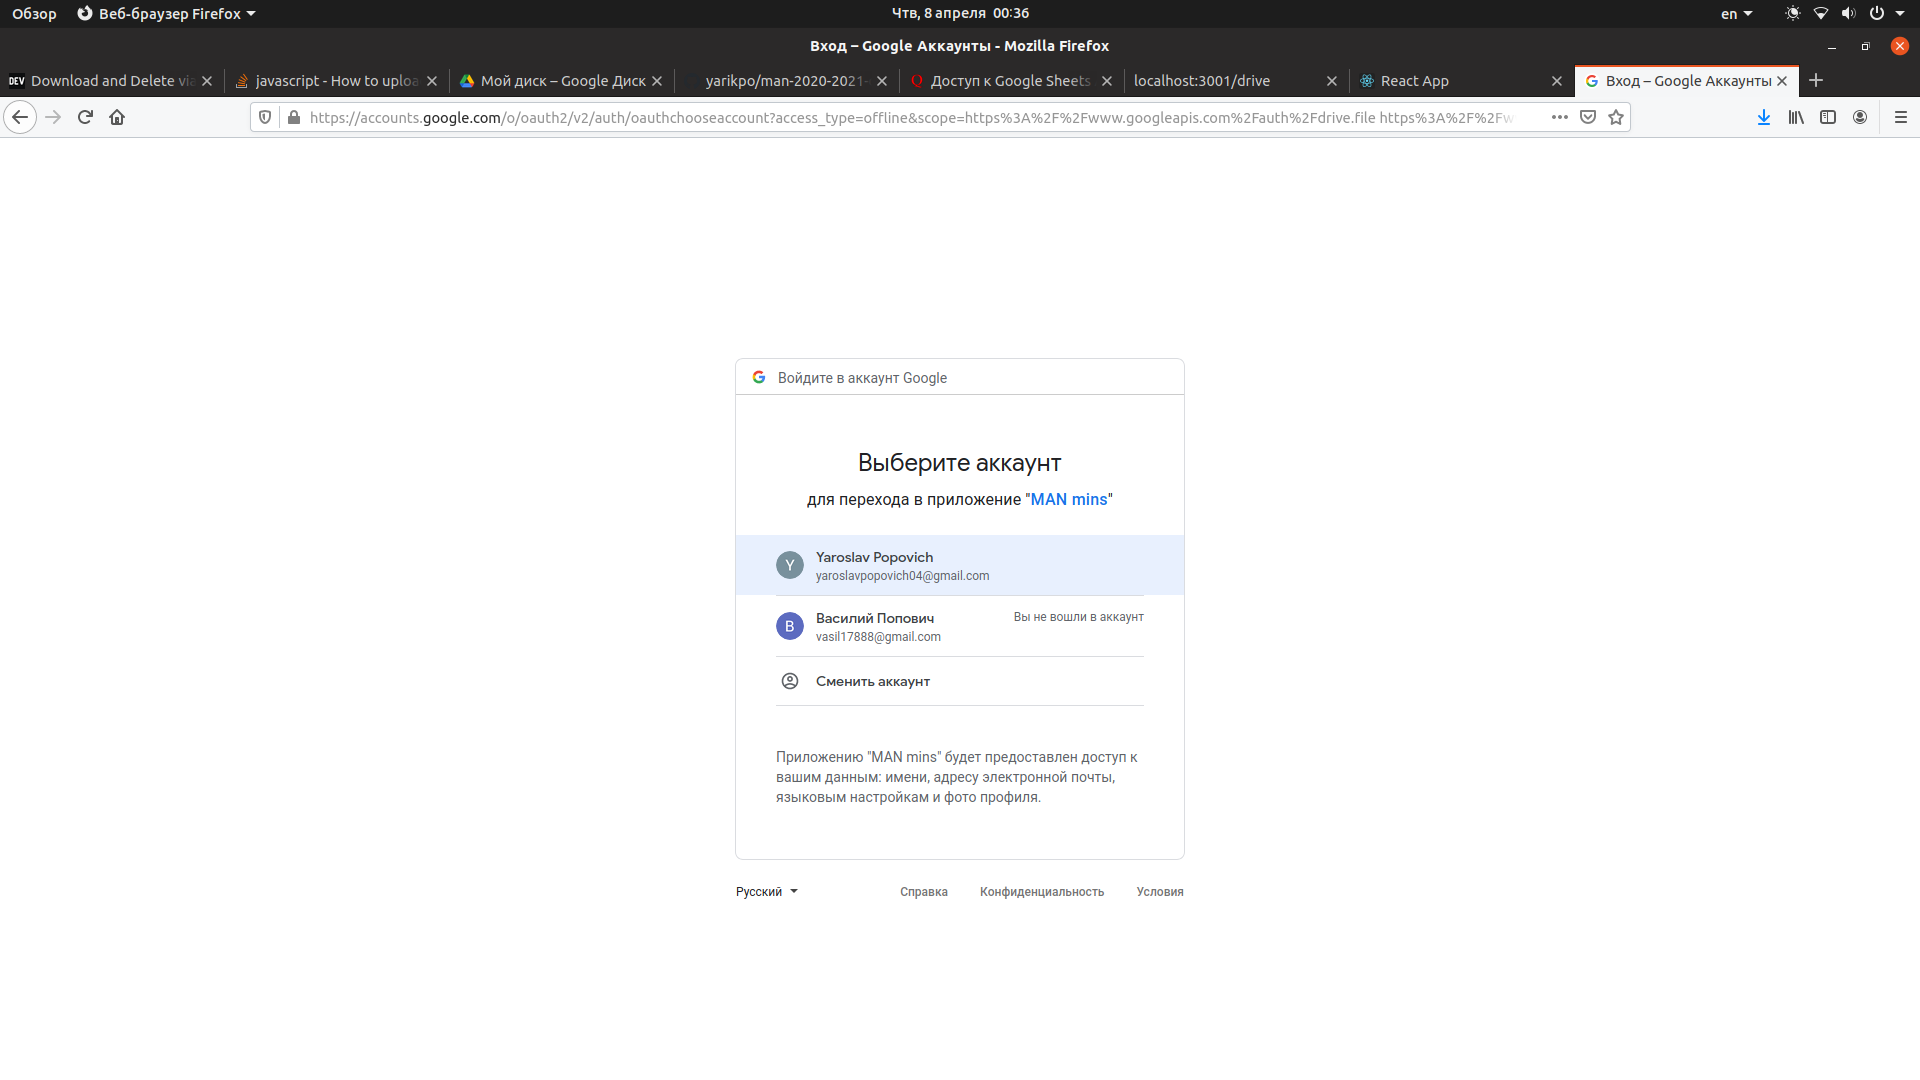 Обзор Веб-браузер Firefox Чтв, 8 апреля 00:36 en
Вход – Google Аккаунты - Mozilla Firefox
DEV Download and Delete via javascript - How to uploa Мой диск – Google Диск yarikpo/man-2020-2021- Доступ к Google Sheets localhost:3001/drive React App Вход – Google Аккаунты
https://accounts.google.com/o/oauth2/v2/auth/oauthchooseaccount?access_type=offline&scope=https%3A%2F%2Fwww.googleapis.com%2Fauth%2Fdrive.file https%3A%2F%2Fw
Войдите в аккаунт Google
Выберите аккаунт
для перехода в приложение "MAN mins"
Y Yaroslav Popovich
yaroslavpopovich04@gmail.com
В Василий Попович Вы не вошли в аккаунт
vasil17888@gmail.com
Сменить аккаунт
Приложению "MAN mins" будет предоставлен доступ к
вашим данным: имени, адресу электронной почты,
языковым настройкам и фото профиля.
Русский Справка Конфиденциальность Условия